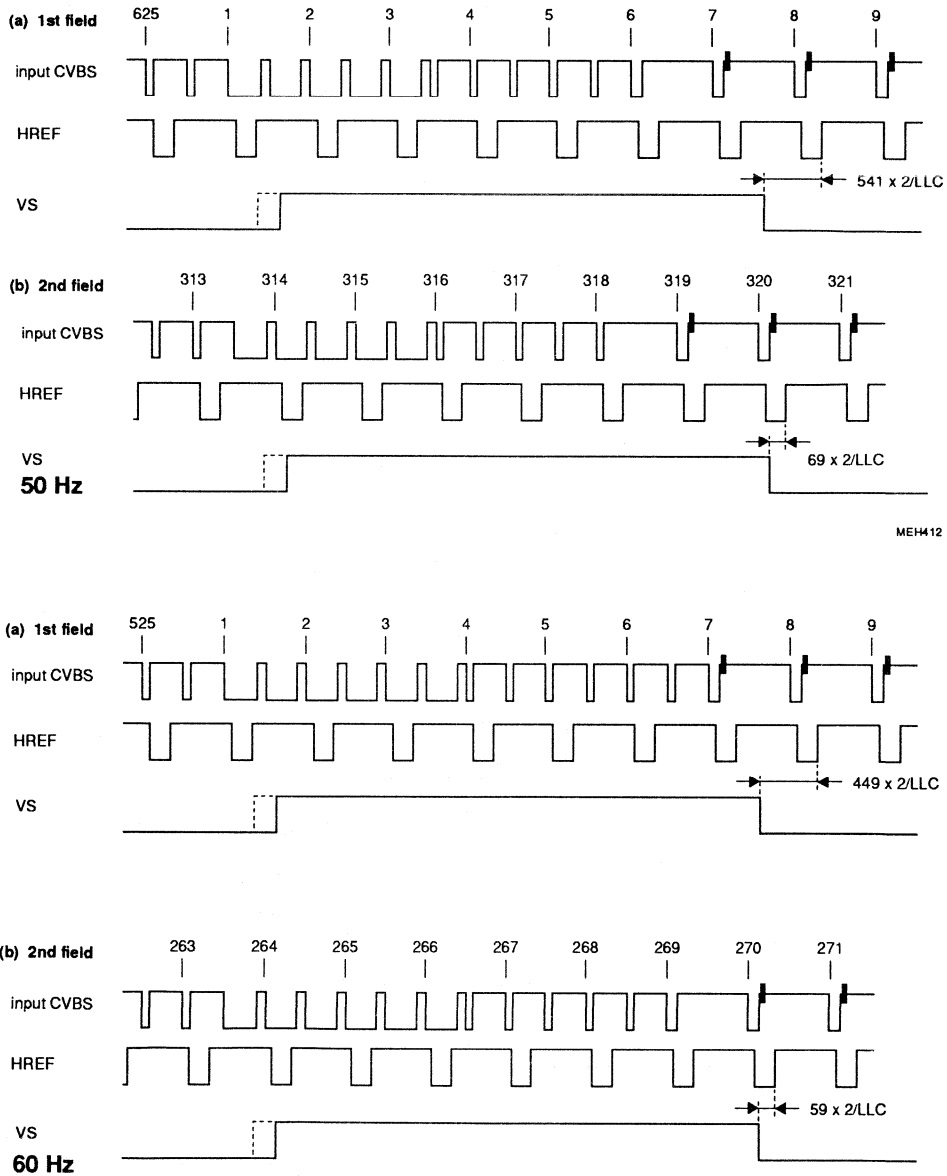 (a) 1st field 625 1 2 3 4 5 6 7 8 9
input CVBS
HREF
541 x 2/LLC
VS
(b) 2nd field 313 314 315 316 317 318 319 320 321
input CVBS
HREF
VS 69 x 2/LLC
50 Hz
MEH412
(a) 1st field 525 1 2 3 4 5 6 7 8 9
input CVBS
HREF
449 x 2/LLC
VS
(b) 2nd field 263 264 265 266 267 268 269 270 271
input CVBS
HREF
59 x 2/LLC
VS
60 Hz